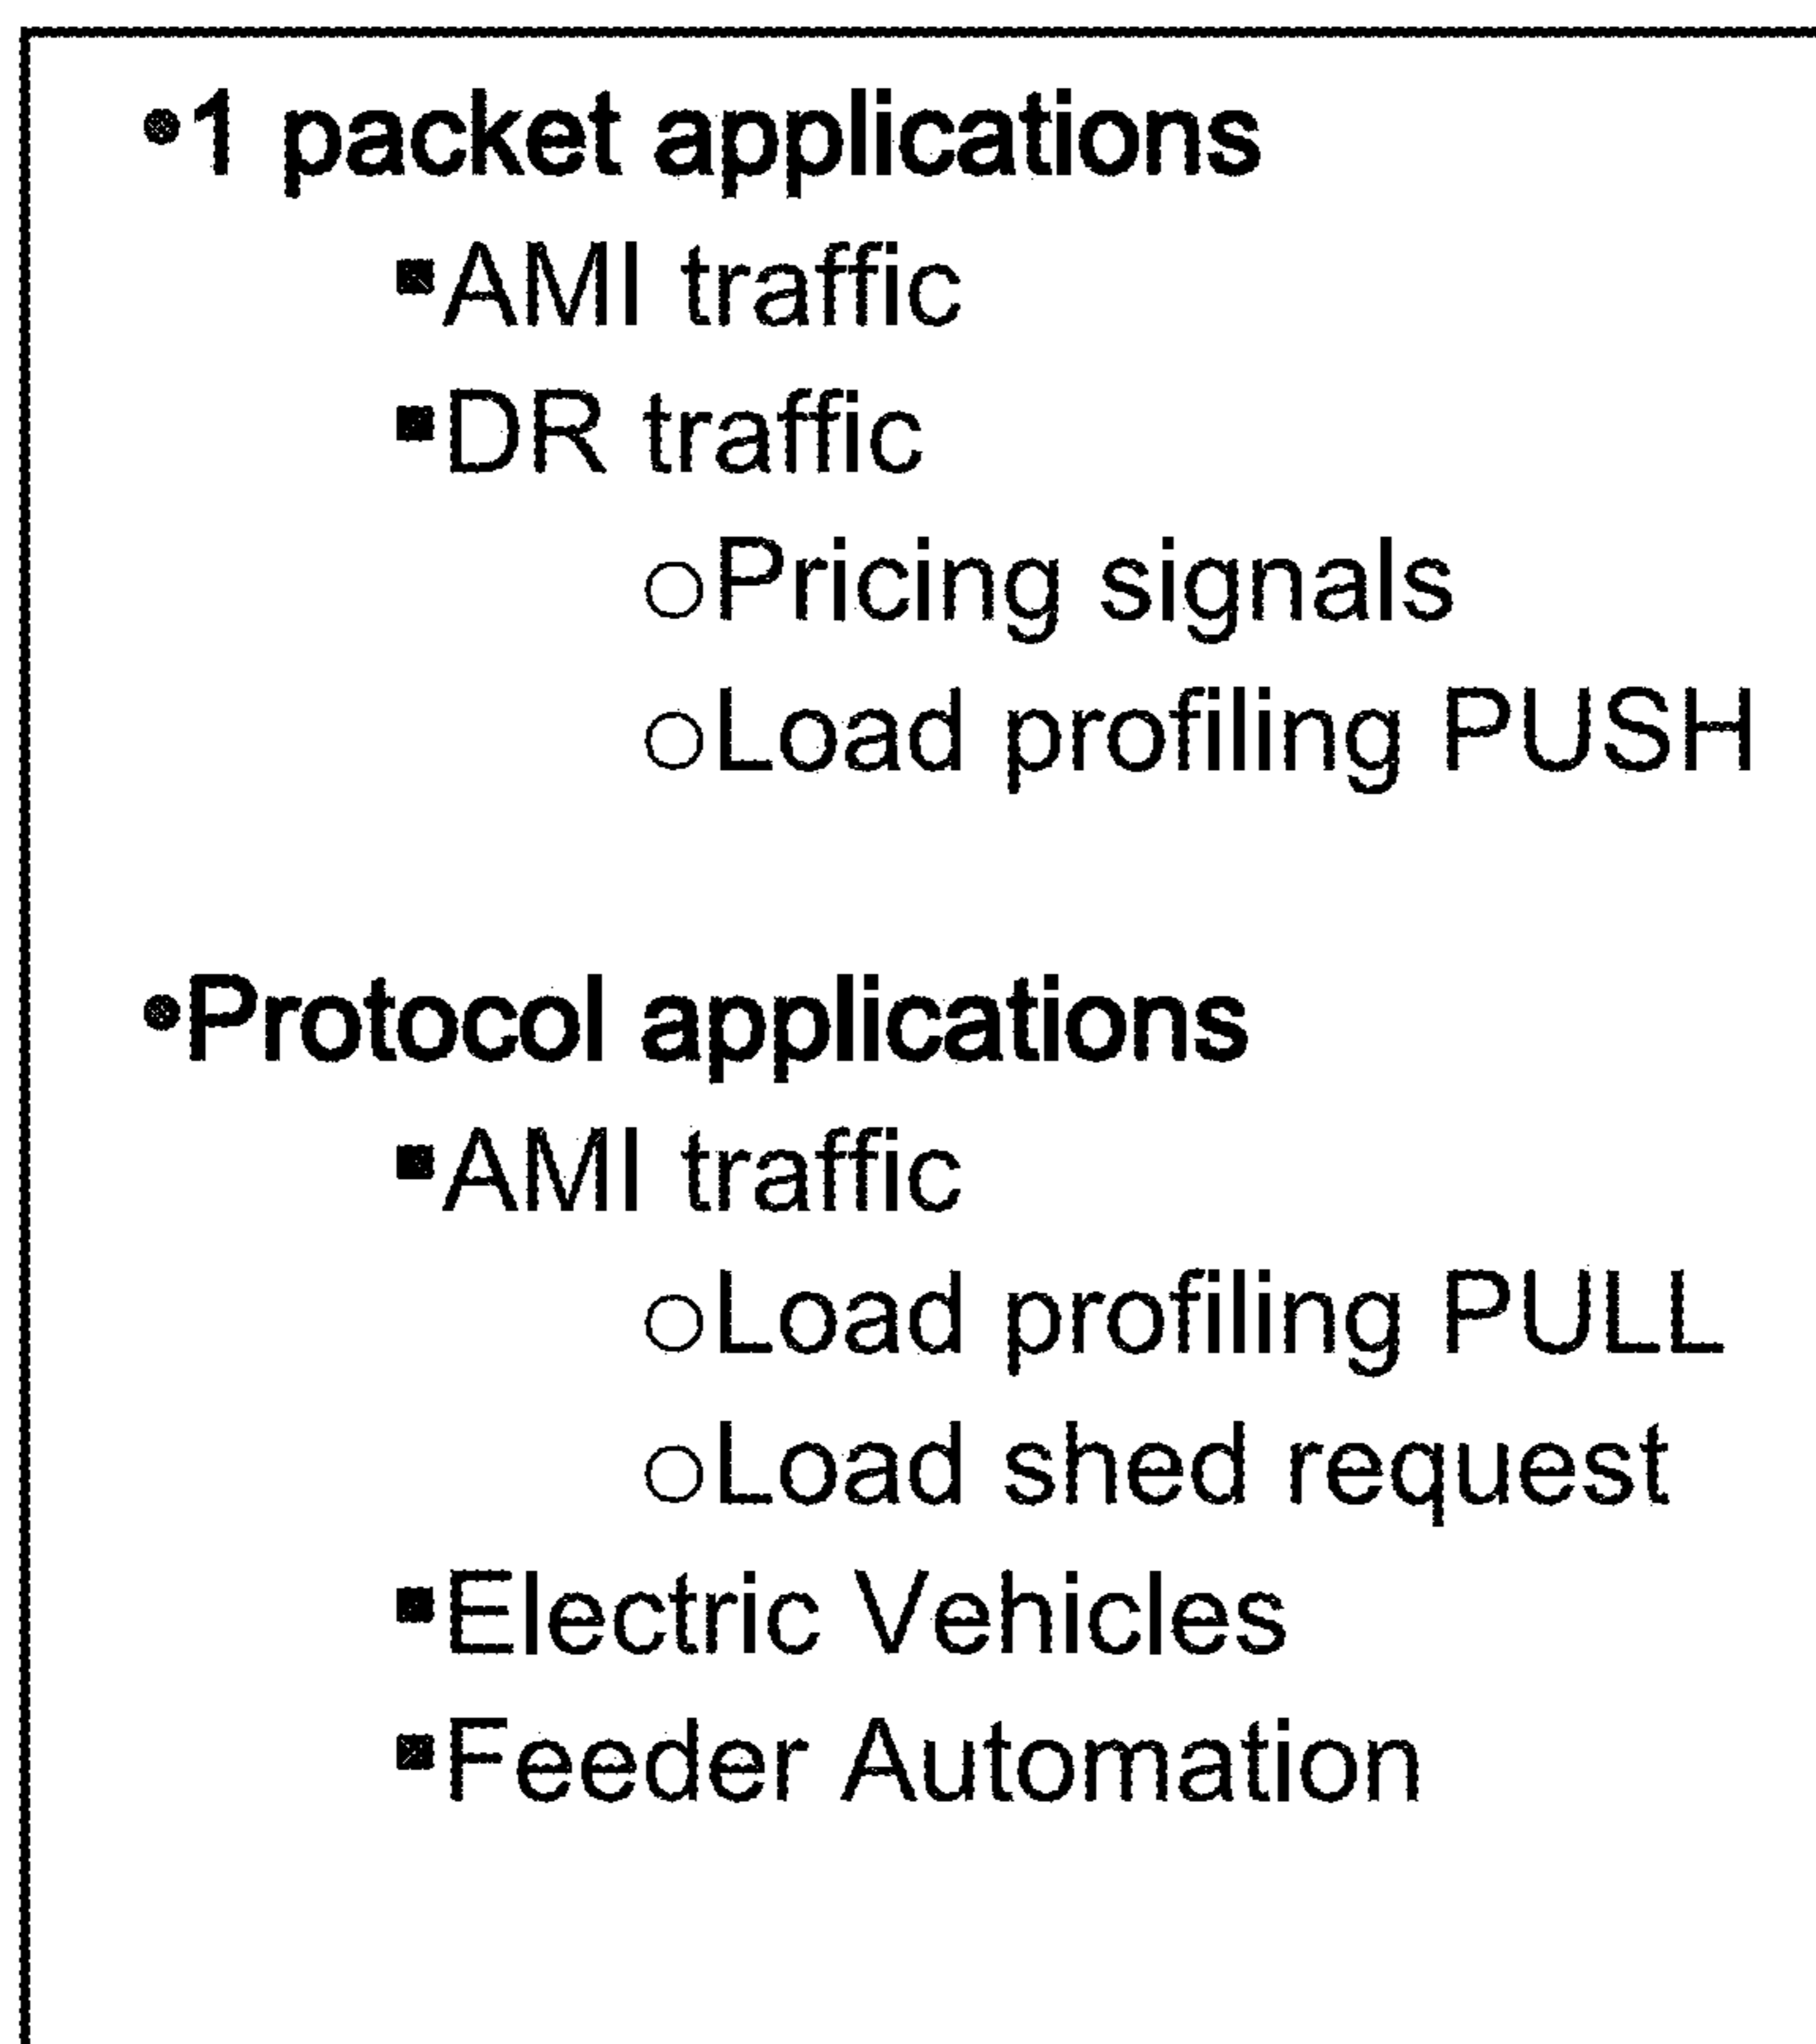 •1 packet applications
▪AMI traffic
▪DR traffic
○Pricing signals
○Load profiling PUSH
•Protocol applications
▪AMI traffic
○Load profiling PULL
○Load shed request
▪Electric Vehicles
▪Feeder Automation